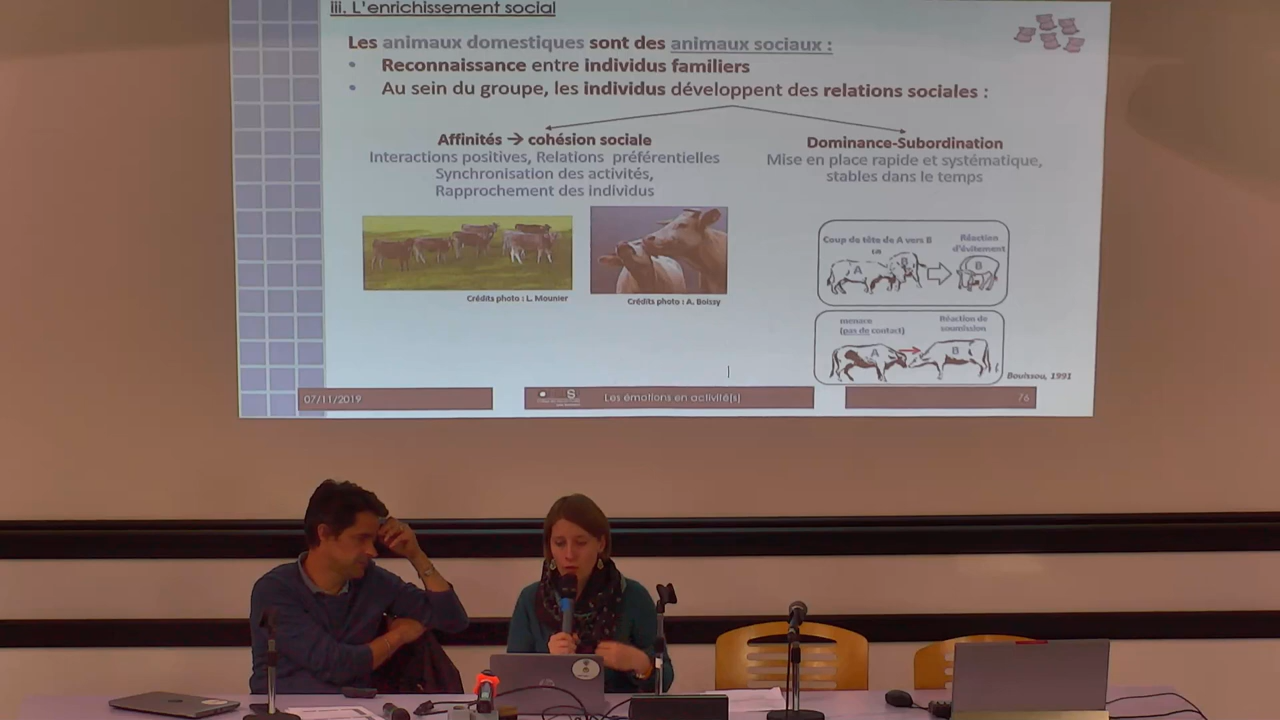 iii. L'enrichissement social
Les animaux domestiques sont des animaux sociaux :
• Reconnaissance entre individus familiers
• Au sein du groupe, les individus développent des relations sociales :
Affinités → cohésion sociale
Interactions positives, Relations préférentielles
Synchronisation des activités,
Rapprochement des individus
Crédits photo : L. Mounier
Crédits photo : A. Boissy
Dominance-Subordination
Mise en place rapide et systématique,
stables dans le temps
Coup de tête de A vers B
Réaction
d'évitement
A
B
B
menace
(pas de contact)
Réaction de
soumission
A
B
Bouissou, 1991
07/11/2019
Les émotions en activité(s)
76